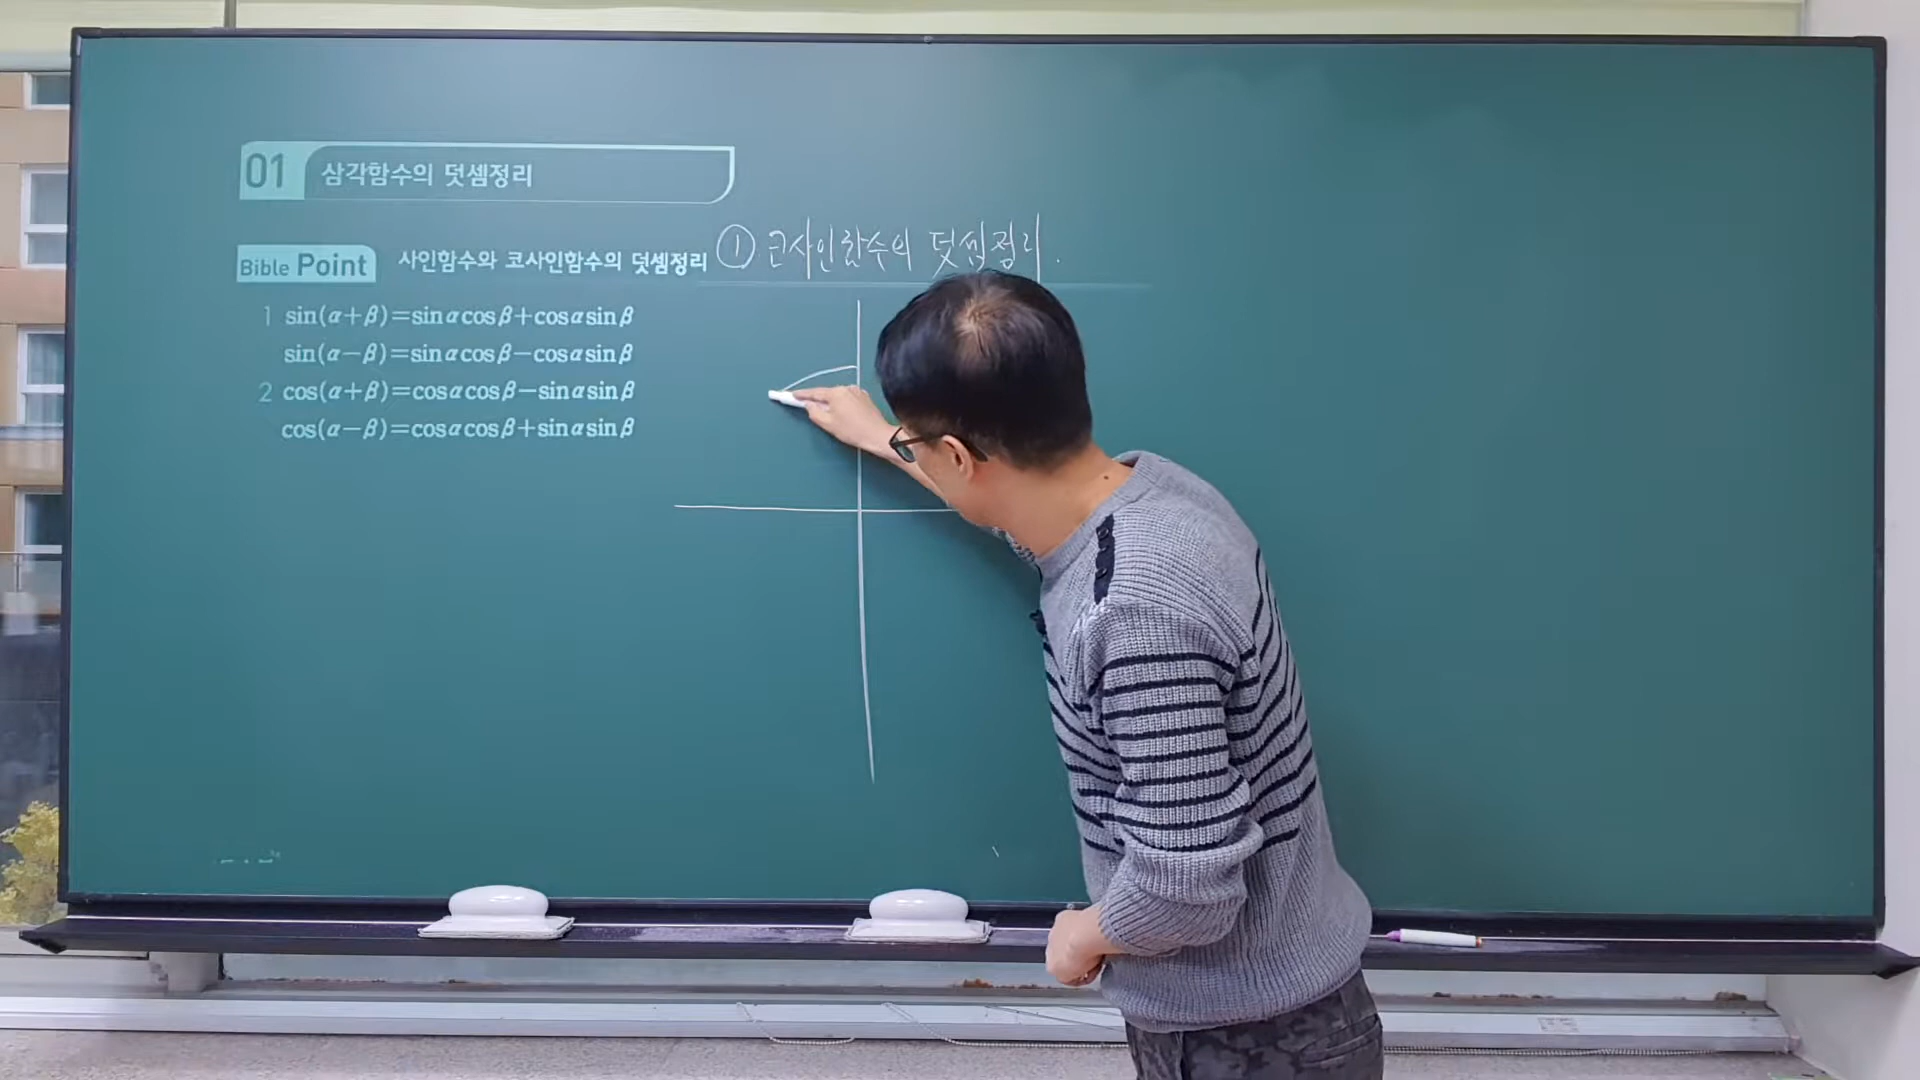 01 삼각함수의 덧셈정리
① 코사인함수의 덧셈정리.
Bible Point 사인함수와 코사인함수의 덧셈정리
1 sin(α+β)=sinαcosβ+cosαsinβ
sin(α−β)=sinαcosβ−cosαsinβ
2 cos(α+β)=cosαcosβ−sinαsinβ
cos(α−β)=cosαcosβ+sinαsinβ